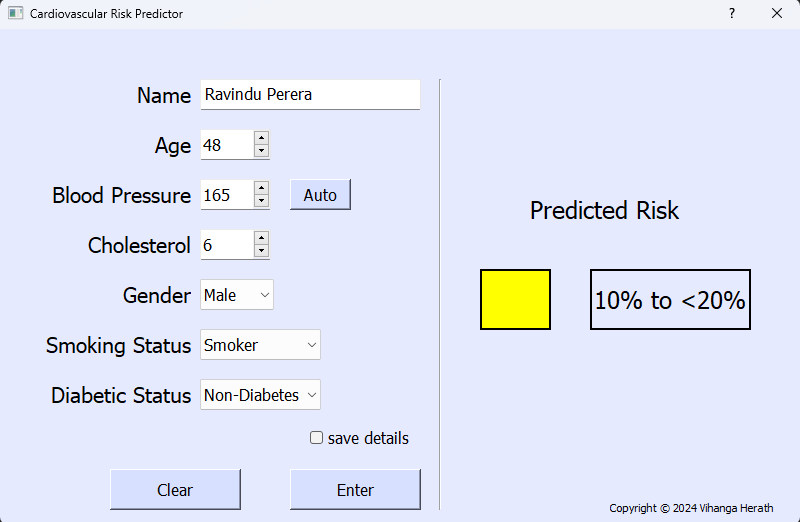 Cardiovascular Risk Predictor
?
Name Ravindu Perera
Age 48
Blood Pressure 165 Auto
Cholesterol 6
Gender Male
Smoking Status Smoker
Diabetic Status Non-Diabetes
save details
Clear Enter
Predicted Risk
10% to <20%
Copyright © 2024 Vihanga Herath